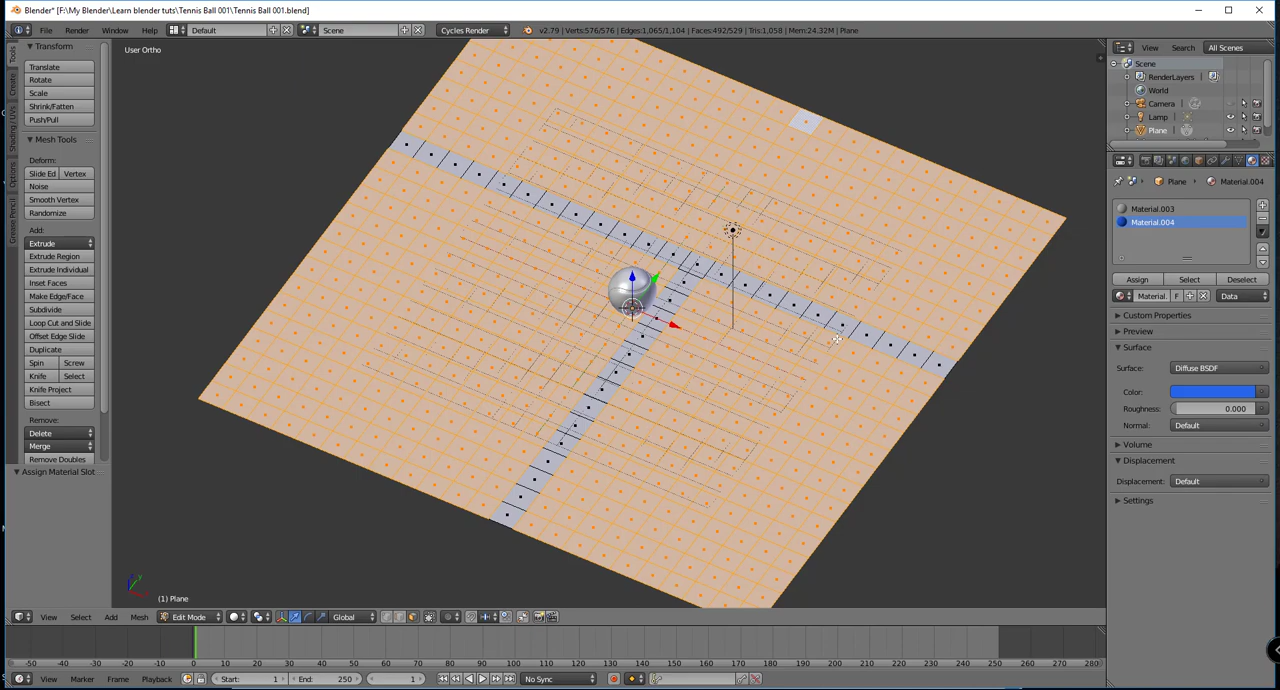 Blender* [F:\My Blender\Learn blender tuts\Tennis Ball 001\Tennis Ball 001.blend]
File Render Window Help Default Scene Cycles Render v2.79 | Verts:576/576 | Edges:1,065/1,104 | Faces:492/529 | Tris:1,058 | Mem:24.32M | Plane
Tools
Create
Shading / UVs
Options
Grease Pencil
Transform
Translate
Rotate
Scale
Shrink/Fatten
Push/Pull
Mesh Tools
Deform:
Slide Ed Vertex
Noise
Smooth Vertex
Randomize
Add:
Extrude
Extrude Region
Extrude Individual
Inset Faces
Make Edge/Face
Subdivide
Loop Cut and Slide
Offset Edge Slide
Duplicate
Spin Screw
Knife Select
Knife Project
Bisect
Remove:
Delete
Merge
Remove Doubles
Assign Material Slot
User Ortho
(1) Plane
View Select Add Mesh Edit Mode Global
View Search All Scenes
Scene
RenderLayers
World
Camera
Lamp
Plane
Plane Material.004
Material.003
Material.004
Assign Select Deselect
Material. F Data
Custom Properties
Preview
Surface
Surface: Diffuse BSDF
Color:
Roughness: 0.000
Normal: Default
Volume
Displacement
Displacement: Default
Settings
-50 -40 -30 -20 -10 0 10 20 30 40 50 60 70 80 90 100 110 120 130 140 150 160 170 180 190 200 210 220 230 240 250 260 270 280
View Marker Frame Playback Start: 1 End: 250 1 No Sync